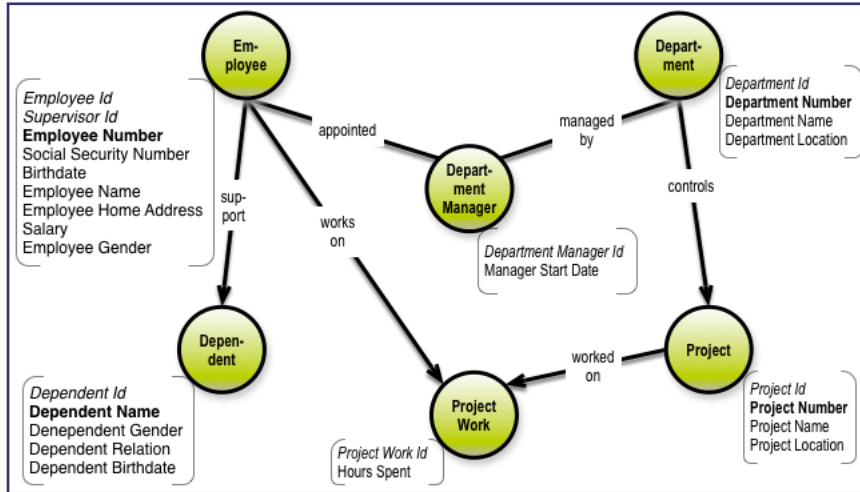 Em-
ployee
Depart-
ment
Employee Id
Supervisor Id
Employee Number
Social Security Number
Birthdate
Employee Name
Employee Home Address
Salary
Employee Gender
Department Id
Department Number
Department Name
Department Location
appointed
managed
by
Depart-
ment
Manager
sup-
port
works
on
controls
Department Manager Id
Manager Start Date
Depen-
dent
Project
worked
on
Dependent Id
Dependent Name
Denependent Gender
Dependent Relation
Dependent Birthdate
Project
Work
Project Work Id
Hours Spent
Project Id
Project Number
Project Name
Project Location